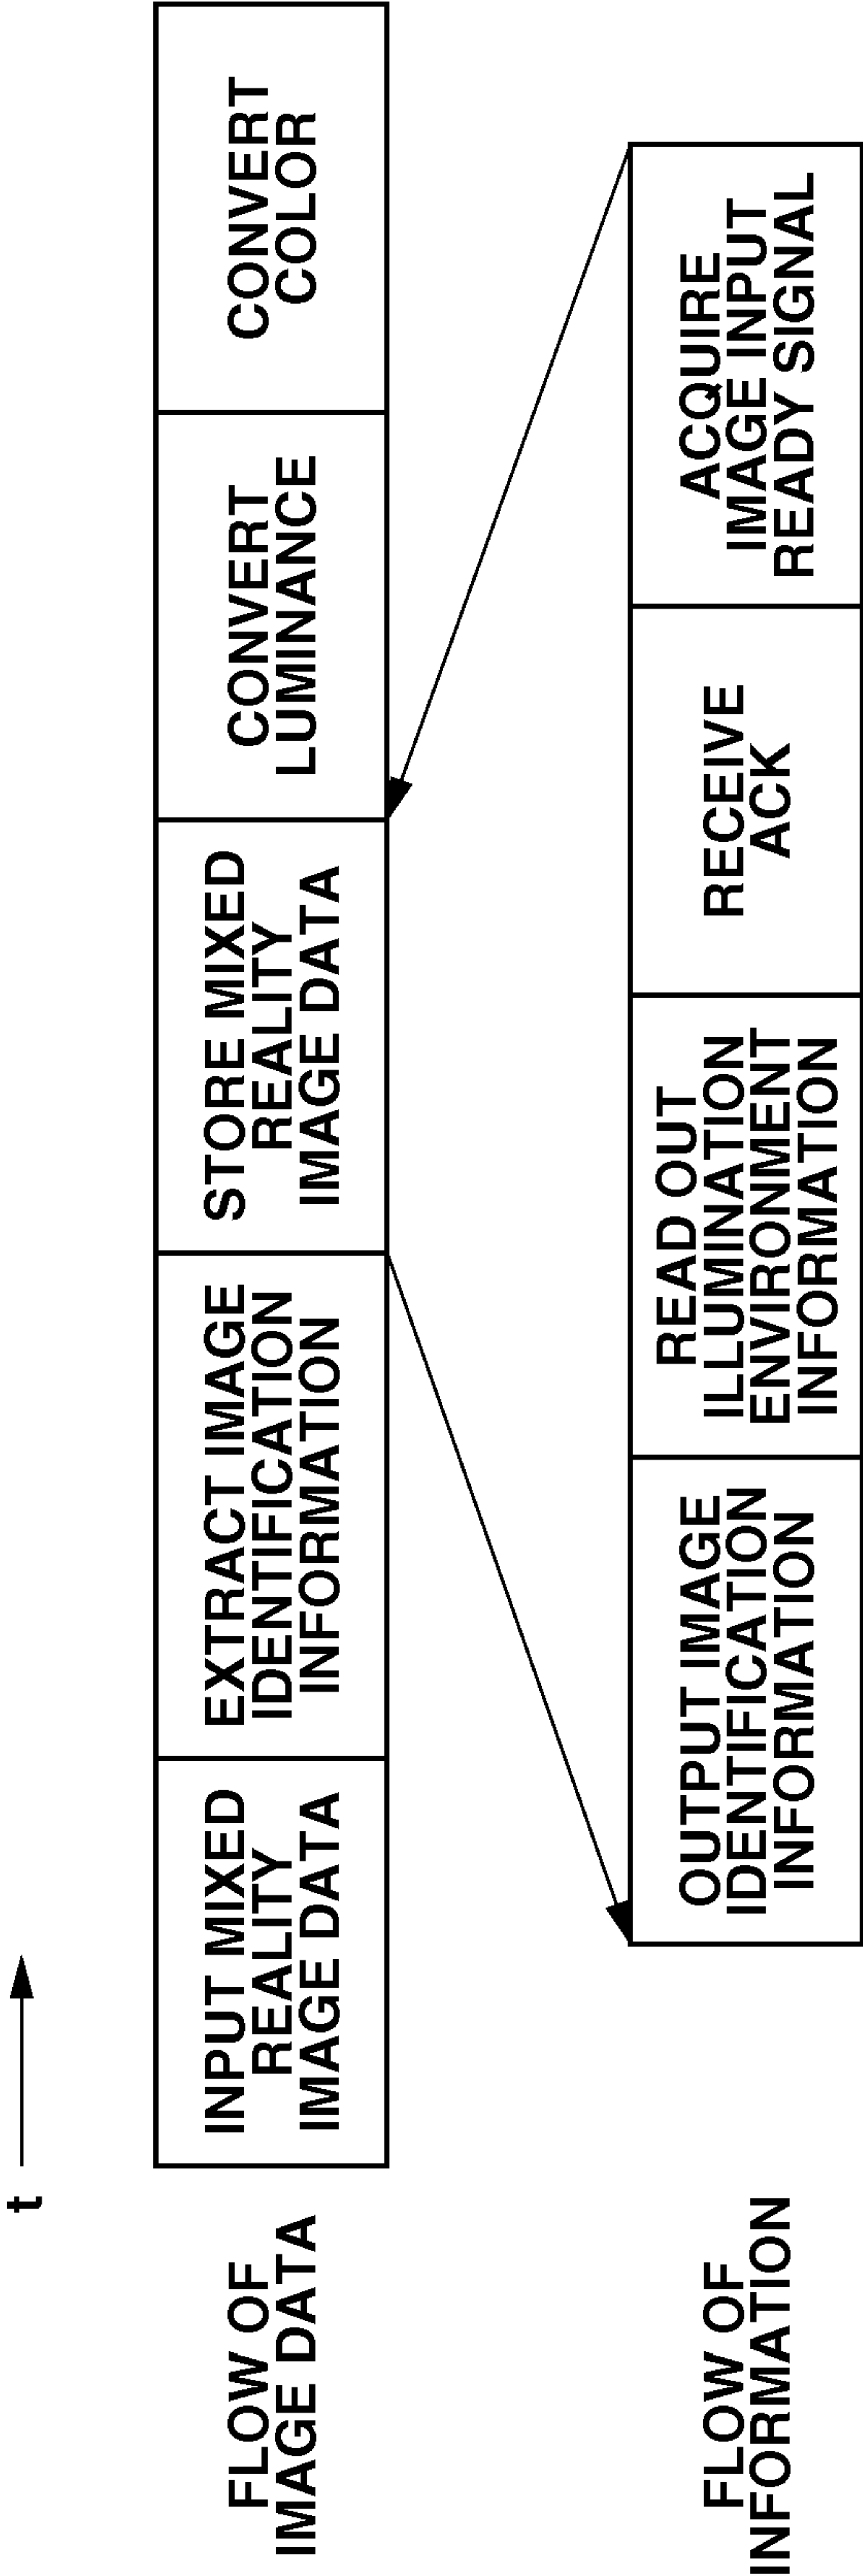 t
FLOW OF
IMAGE DATA
INPUT MIXED
REALITY
IMAGE DATA
EXTRACT IMAGE
IDENTIFICATION
INFORMATION
STORE MIXED
REALITY
IMAGE DATA
CONVERT
LUMINANCE
CONVERT
COLOR
FLOW OF
INFORMATION
OUTPUT IMAGE
IDENTIFICATION
INFORMATION
READ OUT
ILLUMINATION
ENVIRONMENT
INFORMATION
RECEIVE
ACK
ACQUIRE
IMAGE INPUT
READY SIGNAL